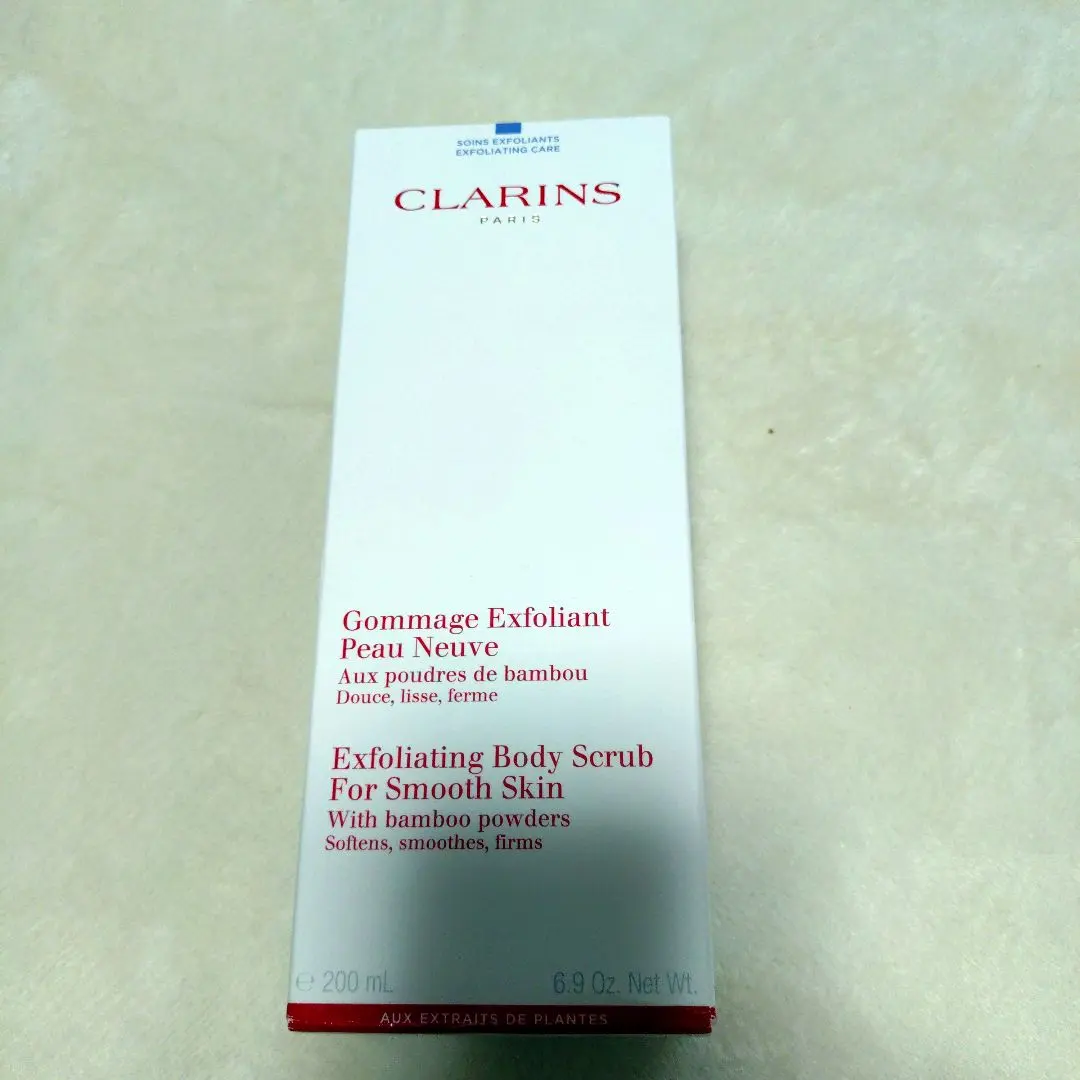 SOINS EXFOLIANTS
EXFOLIATING CARE
CLARINS
PARIS
Gommage Exfoliant
Peau Neuve
Aux poudres de bambou
Douce, lisse, ferme
Exfoliating Body Scrub
For Smooth Skin
With bamboo powders
Softens, smoothes, firms
℮ 200 mL 6.9 Oz. Net Wt.
AUX EXTRAITS DE PLANTES